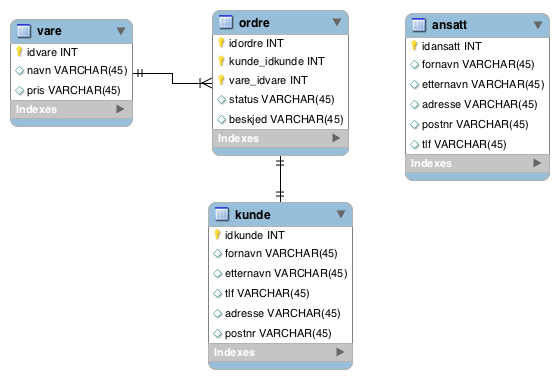 vare
idvare INT
navn VARCHAR(45)
pris VARCHAR(45)
Indexes
ordre
idordre INT
kunde_idkunde INT
vare_idvare INT
status VARCHAR(45)
beskjed VARCHAR(45)
Indexes
ansatt
idansatt INT
fornavn VARCHAR(45)
etternavn VARCHAR(45)
adresse VARCHAR(45)
postnr VARCHAR(45)
tlf VARCHAR(45)
Indexes
kunde
idkunde INT
fornavn VARCHAR(45)
etternavn VARCHAR(45)
tlf VARCHAR(45)
adresse VARCHAR(45)
postnr VARCHAR(45)
Indexes